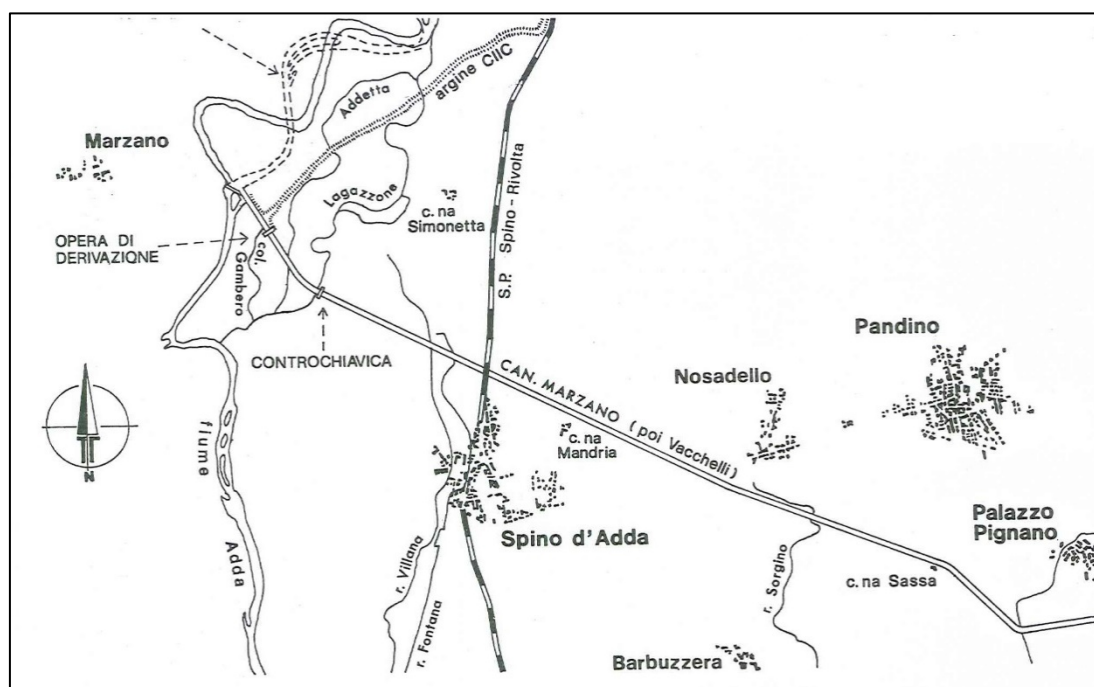 Marzano
OPERA DI
DERIVAZIONE
col.
Gambero
Addetta
argine CIIC
Lagazzone
c.na
Simonetta
S.P. Spino-Rivolta
CONTROCHIAVICA
CAN. MARZANO (poi Vacchelli)
Nosadello
Pandino
c.na
Mandria
N
fiume Adda
Spino d'Adda
Palazzo
Pignano
r. Villana
r. Fontana
r. Sorgino
c.na Sassa
Barbuzzera